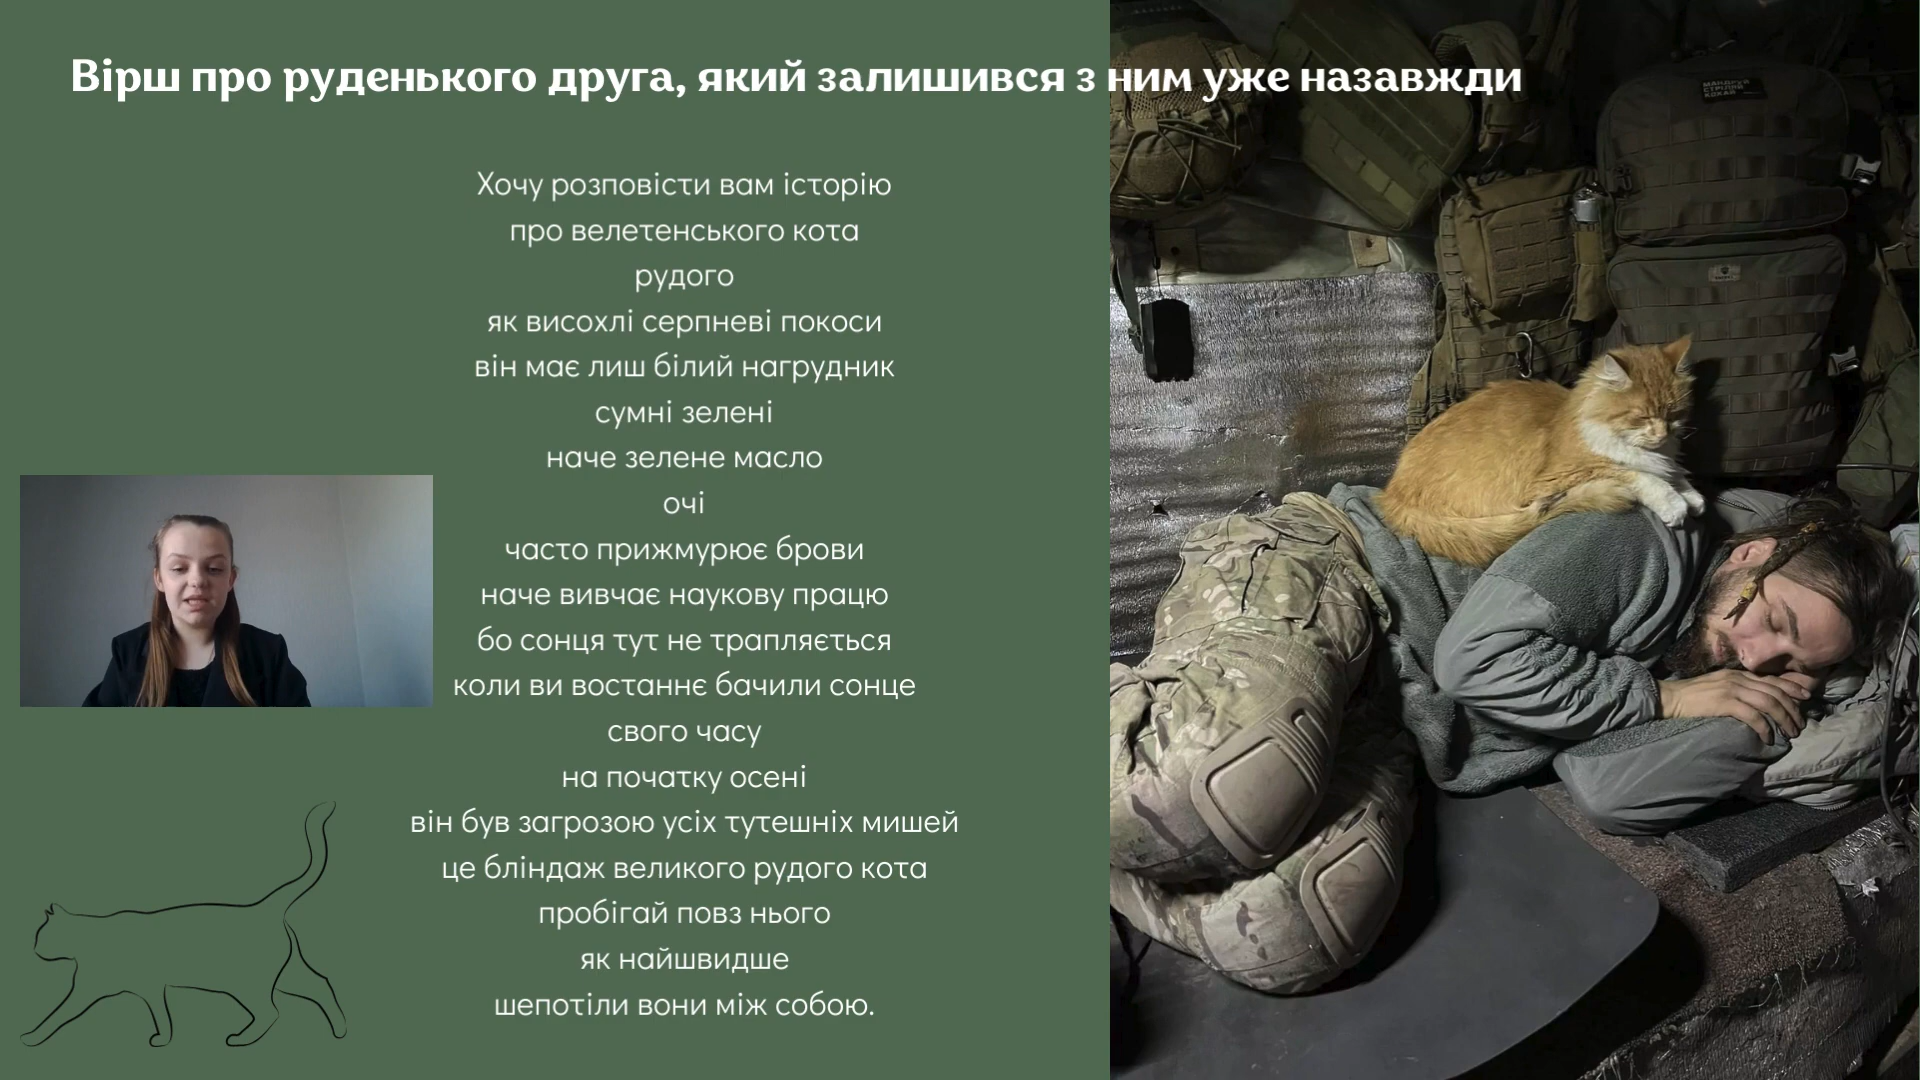 Вірш про руденького друга, який залишився з ним уже назавжди
Хочу розповісти вам історію
про велетенського кота
рудого
як висохлі серпневі покоси
він має лиш білий нагрудник
сумні зелені
наче зелене масло
очі
часто прижмурює брови
наче вивчає наукову працю
бо сонця тут не трапляється
коли ви востаннє бачили сонце
свого часу
на початку осені
він був загрозою усіх тутешніх мишей
це бліндаж великого рудого кота
пробігай повз нього
як найшвидше
шепотіли вони між собою.
МАНДРУЙ
СТРІЛЯЙ
КОХАЙ